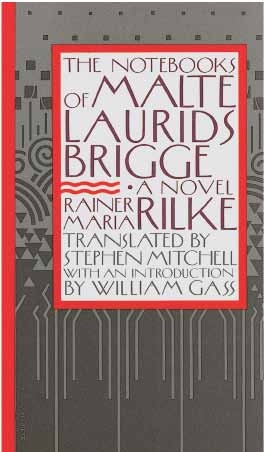 THE NOTEBOOKS
OF MALTE
LAURIDS
BRIGGE
· A NOVEL
RAINER
MARIA RILKE
TRANSLATED BY
STEPHEN MITCHELL
WITH AN INTRODUCTION
BY WILLIAM GASS